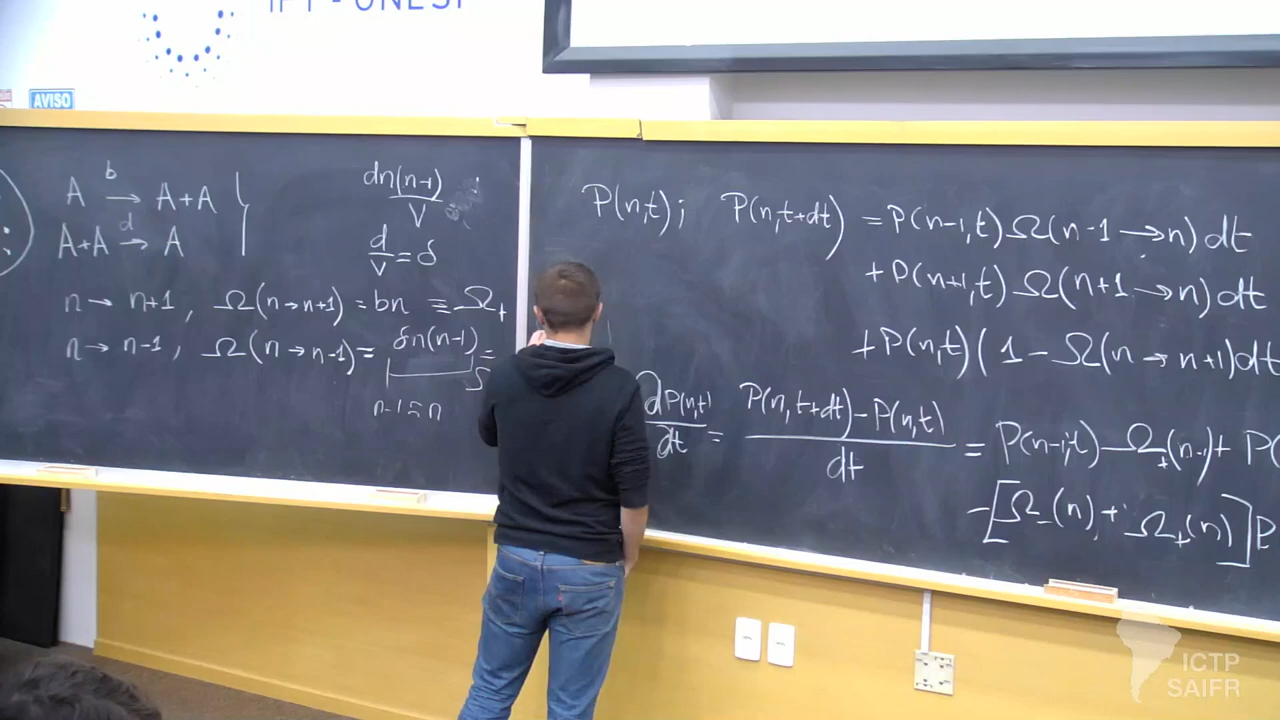 IFT - UNESP
AVISO
A —b→ A+A
A+A —d→ A
n → n+1 , Ω(n→n+1) = bn ≡ Ω₊
n → n-1 , Ω(n→n-1) = δn(n-1) =
n-1 ≈ n
dn(n-1)/V
d/V = δ
P(n,t) ; P(n,t+dt) = P(n-1,t) Ω(n-1→n) dt
+ P(n+1,t) Ω(n+1→n) dt
+ P(n,t) (1 - Ω(n→n+1)dt
∂P(n,t)/dt = (P(n,t+dt) - P(n,t))/dt = P(n-1,t) Ω₊(n-1) + P(
-[Ω₋(n) + Ω₊(n)] P
ICTP
SAIFR